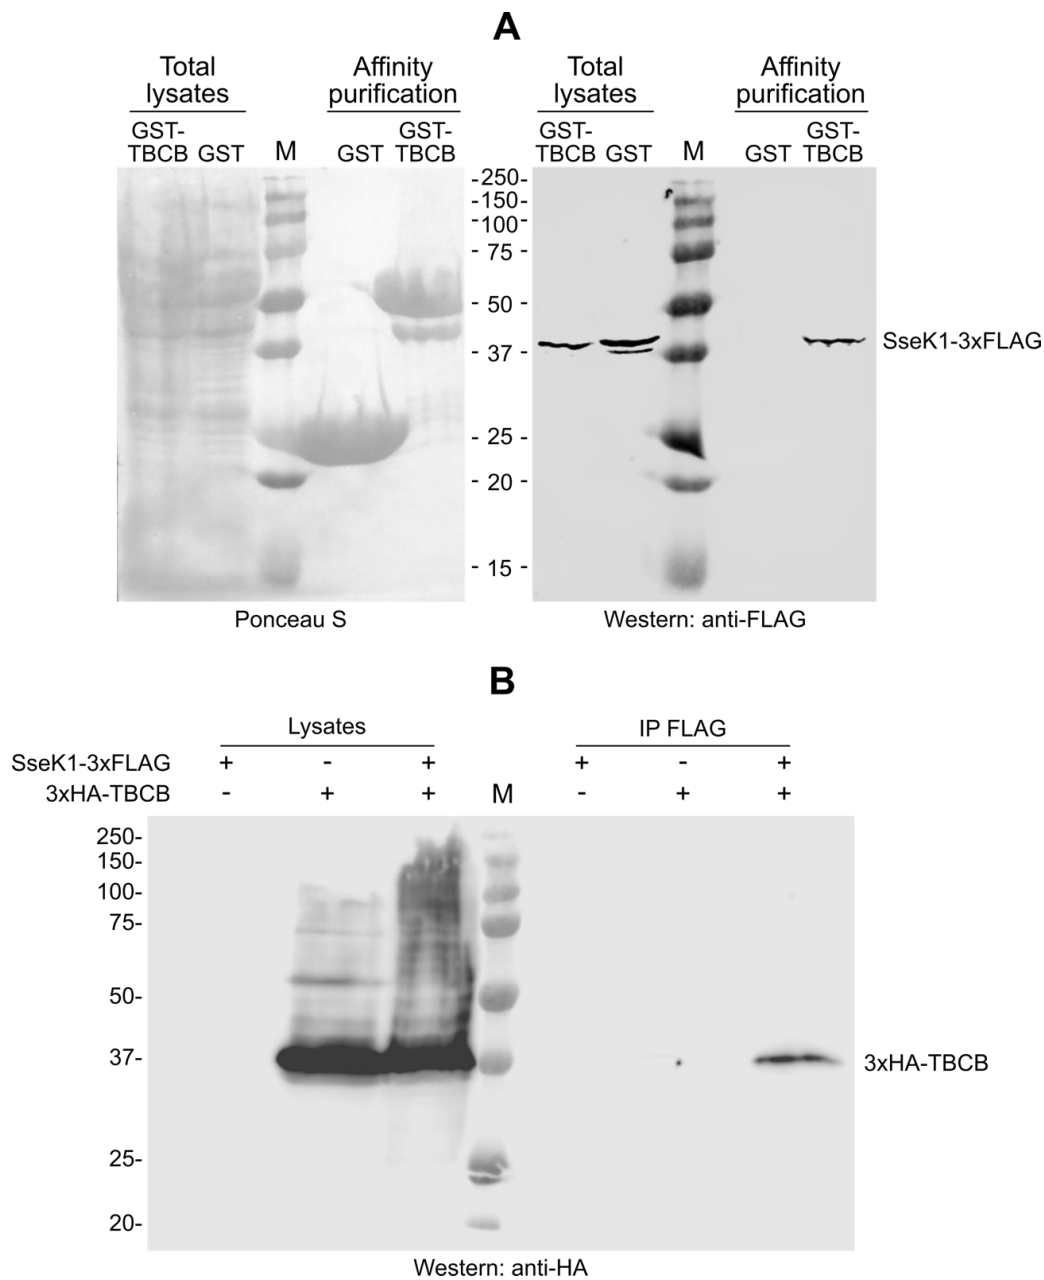 A
Total lysates
Affinity purification
Total lysates
Affinity purification
GST-TBCB GST M GST GST-TBCB
GST-TBCB GST M GST GST-TBCB
-250-
-150-
-100-
- 75 -
- 50 -
- 37 -
- 25 -
- 20 -
- 15 -
SseK1-3xFLAG
Ponceau S
Western: anti-FLAG
B
Lysates
IP FLAG
SseK1-3xFLAG + - + + - +
3xHA-TBCB - + + M - + +
250-
150-
100-
75-
50-
37-
25-
20-
3xHA-TBCB
Western: anti-HA